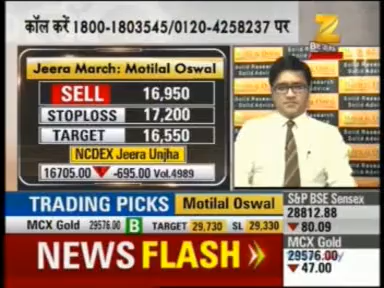 कॉल करें 1800-1803545/0120-4258237 पर
Jeera March: Motilal Oswal
SELL 16,950
STOPLOSS 17,200
TARGET 16,550
NCDEX Jeera Unjha
16705.00 -695.00 Vol.4989
TRADING PICKS Motilal Oswal
MCX Gold 29576.00 B TARGET 29,730 SL 29,330
S&P BSE Sensex
28812.88
80.09
MCX Gold
29576.00
47.00
NEWS FLASH